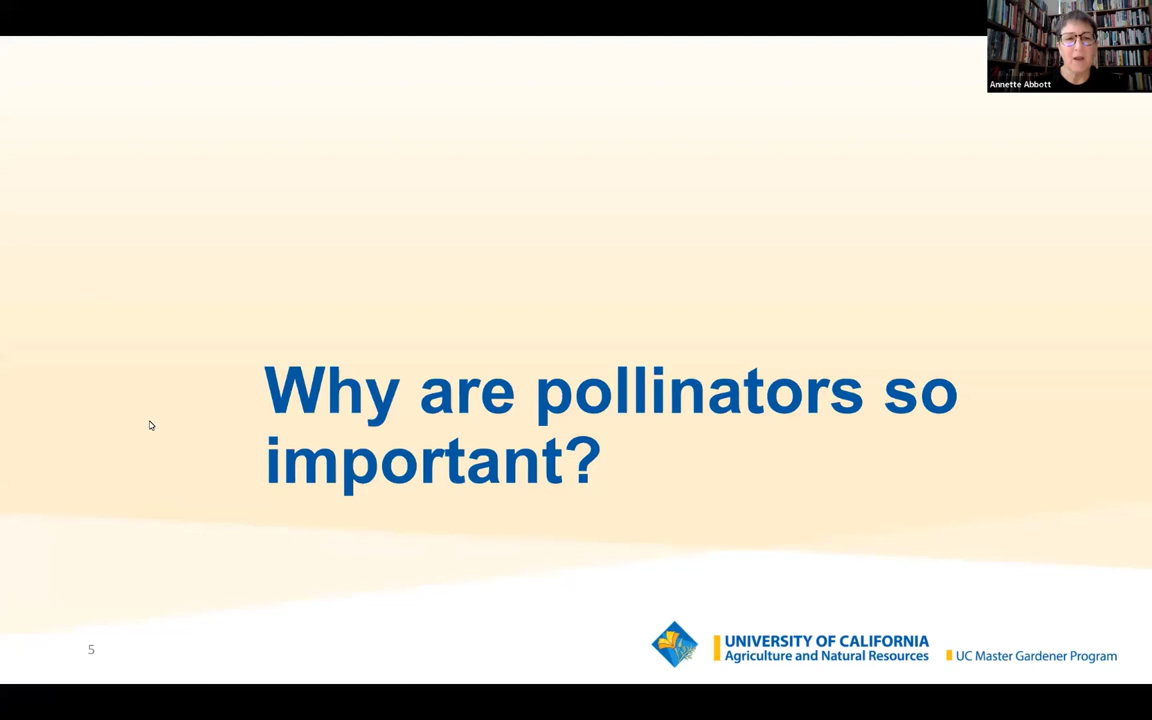 Annette Abbott
Why are pollinators so
important?
5
UNIVERSITY OF CALIFORNIA
Agriculture and Natural Resources
UC Master Gardener Program